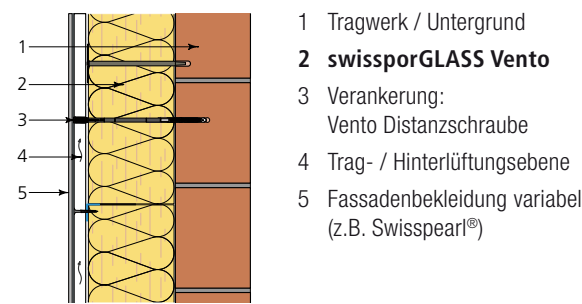 1
2
3
4
5
1 Tragwerk / Untergrund
2 swissporGLASS Vento
3 Verankerung:
Vento Distanzschraube
4 Trag- / Hinterlüftungsebene
5 Fassadenbekleidung variabel
(z.B. Swisspearl®)